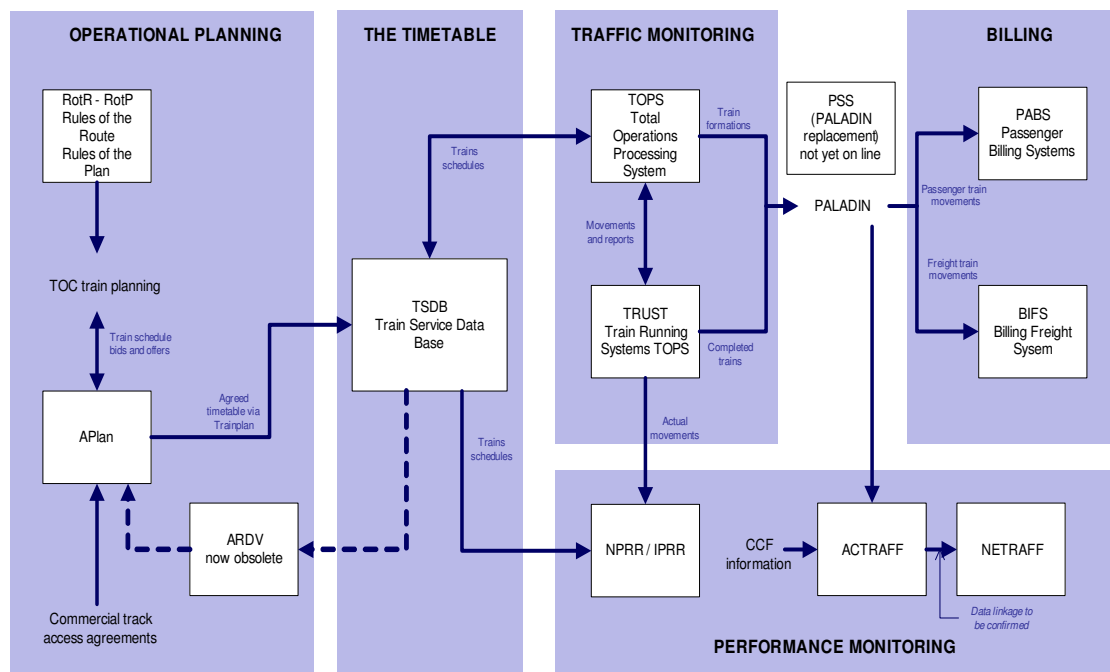 OPERATIONAL PLANNING
RotR - RotP
Rules of the
Route
Rules of the
Plan
TOC train planning
Train schedule
bids and offers
APlan
Agreed
timetable via
Trainplan
ARDV
now obsolete
Commercial track
access agreements
THE TIMETABLE
Trains
schedules
TSDB
Train Service Data
Base
Trains
schedules
TRAFFIC MONITORING
TOPS
Total
Operations
Processing
System
Train
formations
Movements
and reports
TRUST
Train Running
Systems TOPS
Completed
trains
Actual
movements
PSS
(PALADIN
replacement)
not yet on line
PALADIN
BILLING
PABS
Passenger
Billing Systems
Passenger train
movements
Freight train
movements
BIFS
Billing Freight
Sysem
NPRR / IPRR
CCF
information
ACTRAFF
NETRAFF
Data linkage to
be confirmed
PERFORMANCE MONITORING